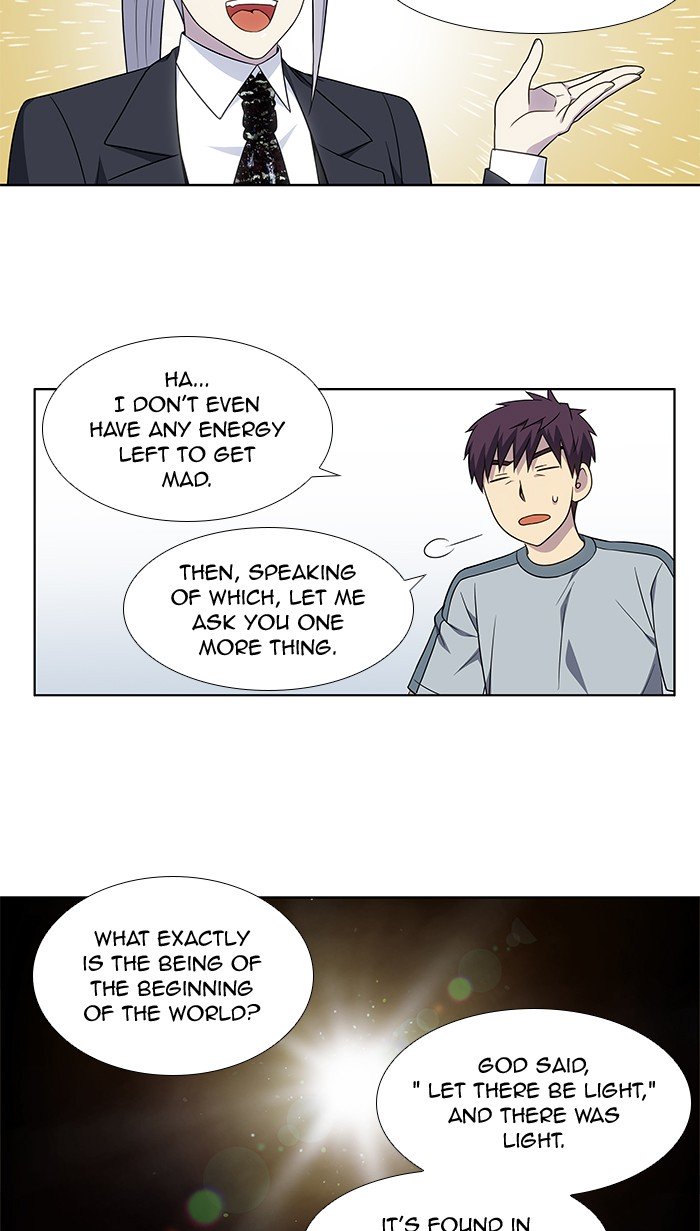 HA...
I DON'T EVEN
HAVE ANY ENERGY
LEFT TO GET
MAD.
THEN, SPEAKING
OF WHICH, LET ME
ASK YOU ONE
MORE THING.
WHAT EXACTLY
IS THE BEING OF
THE BEGINNING
OF THE WORLD?
GOD SAID,
" LET THERE BE LIGHT,"
AND THERE WAS
LIGHT.
IT'S FOUND IN